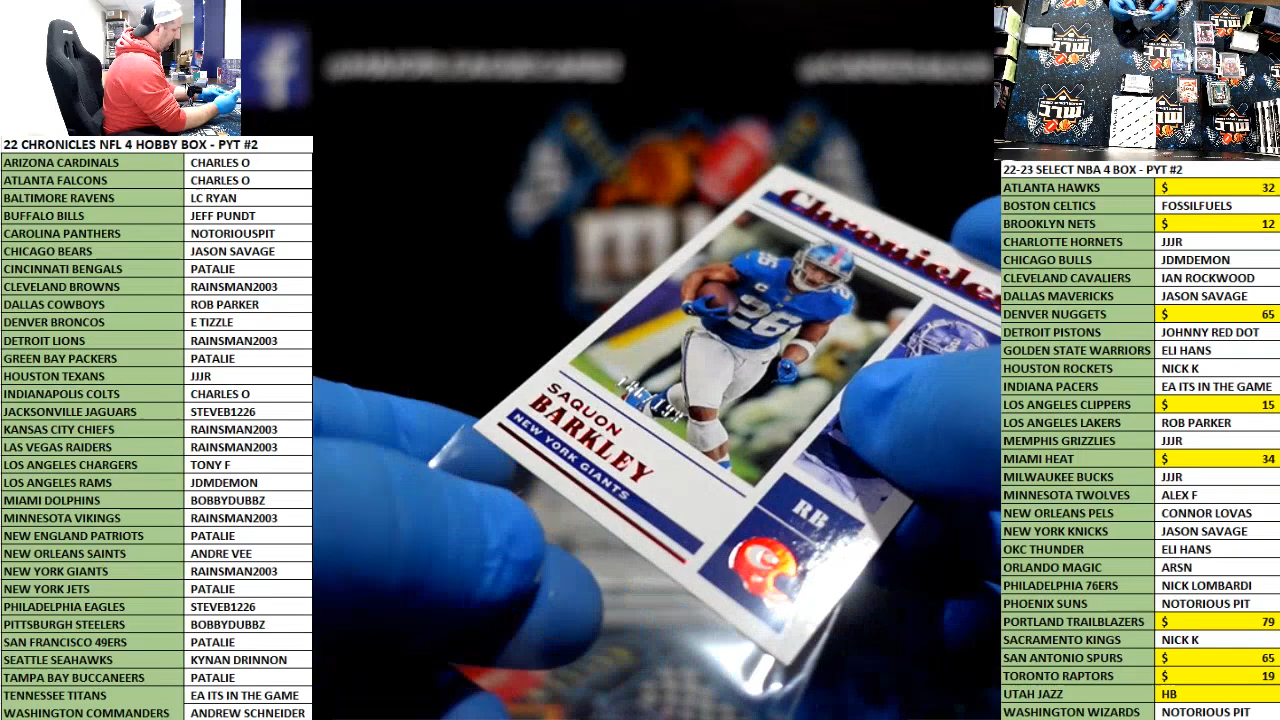 22 CHRONICLES NFL 4 HOBBY BOX - PYT #2
ARIZONA CARDINALS CHARLES O
ATLANTA FALCONS CHARLES O
BALTIMORE RAVENS LC RYAN
BUFFALO BILLS JEFF PUNDT
CAROLINA PANTHERS NOTORIOUSPIT
CHICAGO BEARS JASON SAVAGE
CINCINNATI BENGALS PATALIE
CLEVELAND BROWNS RAINSMAN2003
DALLAS COWBOYS ROB PARKER
DENVER BRONCOS E TIZZLE
DETROIT LIONS RAINSMAN2003
GREEN BAY PACKERS PATALIE
HOUSTON TEXANS JJJR
INDIANAPOLIS COLTS CHARLES O
JACKSONVILLE JAGUARS STEVEB1226
KANSAS CITY CHIEFS RAINSMAN2003
LAS VEGAS RAIDERS RAINSMAN2003
LOS ANGELES CHARGERS TONY F
LOS ANGELES RAMS JDMDEMON
MIAMI DOLPHINS BOBBYDUBBZ
MINNESOTA VIKINGS RAINSMAN2003
NEW ENGLAND PATRIOTS PATALIE
NEW ORLEANS SAINTS ANDRE VEE
NEW YORK GIANTS RAINSMAN2003
NEW YORK JETS PATALIE
PHILADELPHIA EAGLES STEVEB1226
PITTSBURGH STEELERS BOBBYDUBBZ
SAN FRANCISCO 49ERS PATALIE
SEATTLE SEAHAWKS KYNAN DRINNON
TAMPA BAY BUCCANEERS PATALIE
TENNESSEE TITANS EA ITS IN THE GAME
WASHINGTON COMMANDERS ANDREW SCHNEIDER
Chronicles
26
SAQUON
BARKLEY
NEW YORK GIANTS
RB
22-23 SELECT NBA 4 BOX - PYT #2
ATLANTA HAWKS $ 32
BOSTON CELTICS FOSSILFUELS
BROOKLYN NETS $ 12
CHARLOTTE HORNETS JJJR
CHICAGO BULLS JDMDEMON
CLEVELAND CAVALIERS IAN ROCKWOOD
DALLAS MAVERICKS JASON SAVAGE
DENVER NUGGETS $ 65
DETROIT PISTONS JOHNNY RED DOT
GOLDEN STATE WARRIORS ELI HANS
HOUSTON ROCKETS NICK K
INDIANA PACERS EA ITS IN THE GAME
LOS ANGELES CLIPPERS $ 15
LOS ANGELES LAKERS ROB PARKER
MEMPHIS GRIZZLIES JJJR
MIAMI HEAT $ 34
MILWAUKEE BUCKS JJJR
MINNESOTA TWOLVES ALEX F
NEW ORLEANS PELS CONNOR LOVAS
NEW YORK KNICKS JASON SAVAGE
OKC THUNDER ELI HANS
ORLANDO MAGIC ARSN
PHILADELPHIA 76ERS NICK LOMBARDI
PHOENIX SUNS NOTORIOUS PIT
PORTLAND TRAILBLAZERS $ 79
SACRAMENTO KINGS NICK K
SAN ANTONIO SPURS $ 65
TORONTO RAPTORS $ 19
UTAH JAZZ HB
WASHINGTON WIZARDS NOTORIOUS PIT